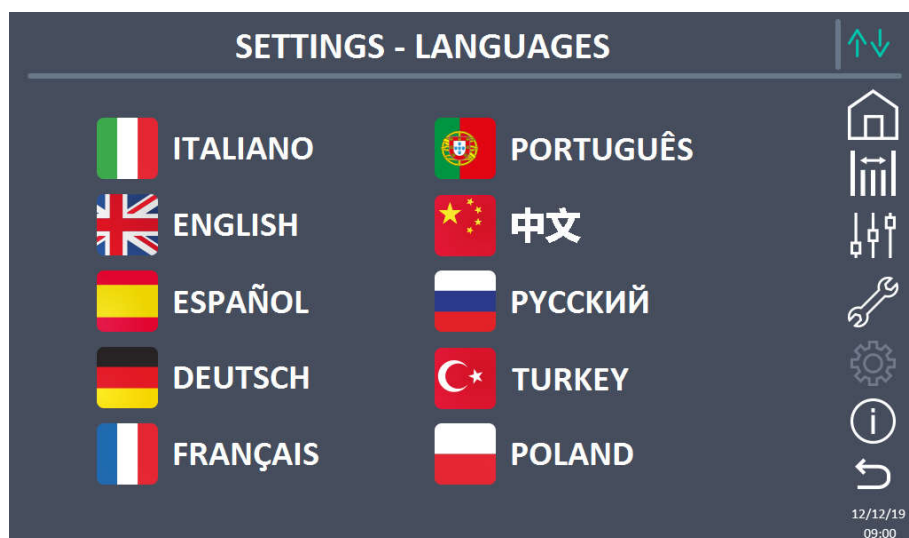 SETTINGS - LANGUAGES
ITALIANO
PORTUGUÊS
ENGLISH
中文
ESPAÑOL
РУССКИЙ
DEUTSCH
TURKEY
FRANÇAIS
POLAND
12/12/19
09:00